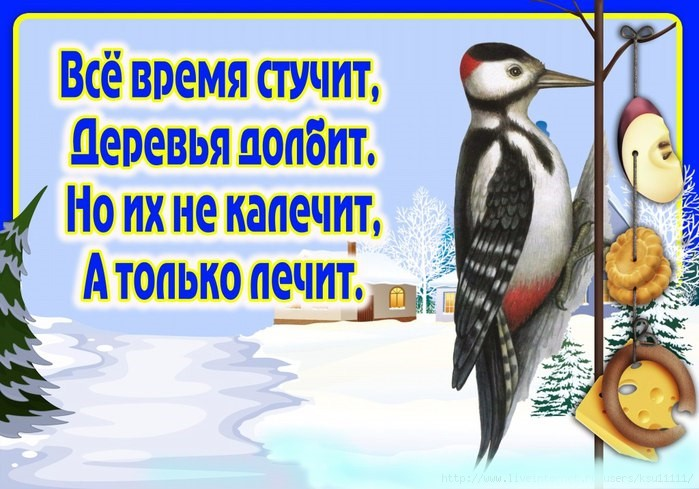 Всё время стучит,
Деревья долбит.
Но их не калечит,
А только лечит.